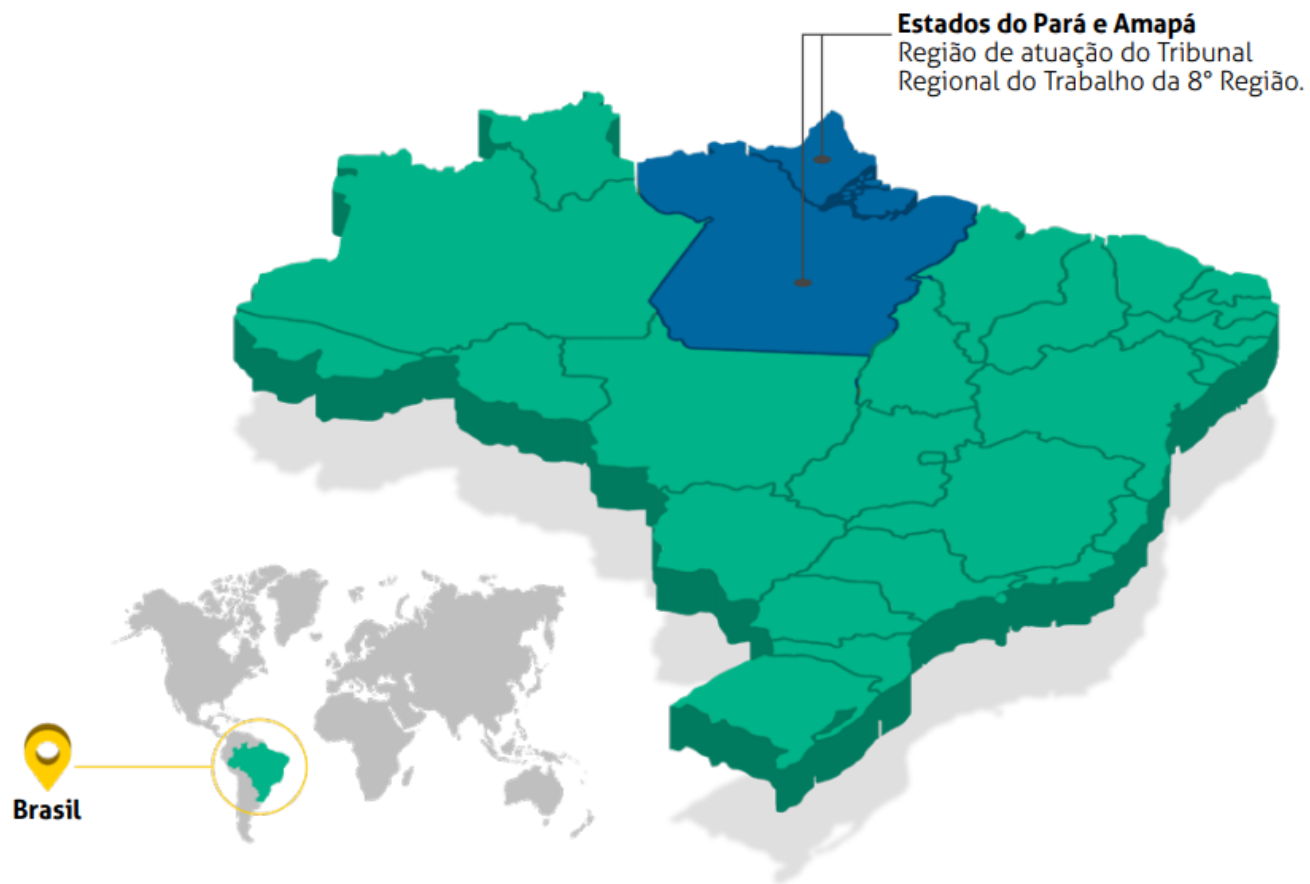 Estados do Pará e Amapá
Região de atuação do Tribunal
Regional do Trabalho da 8° Região.
Brasil